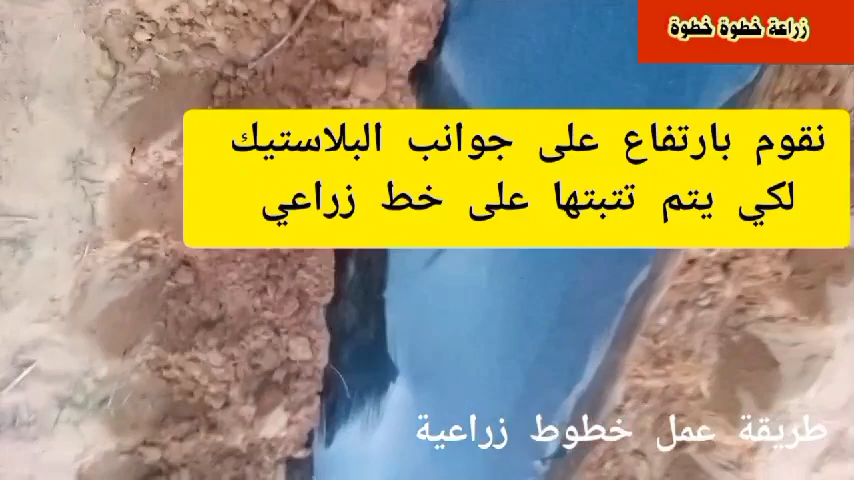 زراعة خطوة خطوة
نقوم بارتفاع على جوانب البلاستيك
لكي يتم تتبتها على خط زراعي
طريقة عمل خطوط زراعية